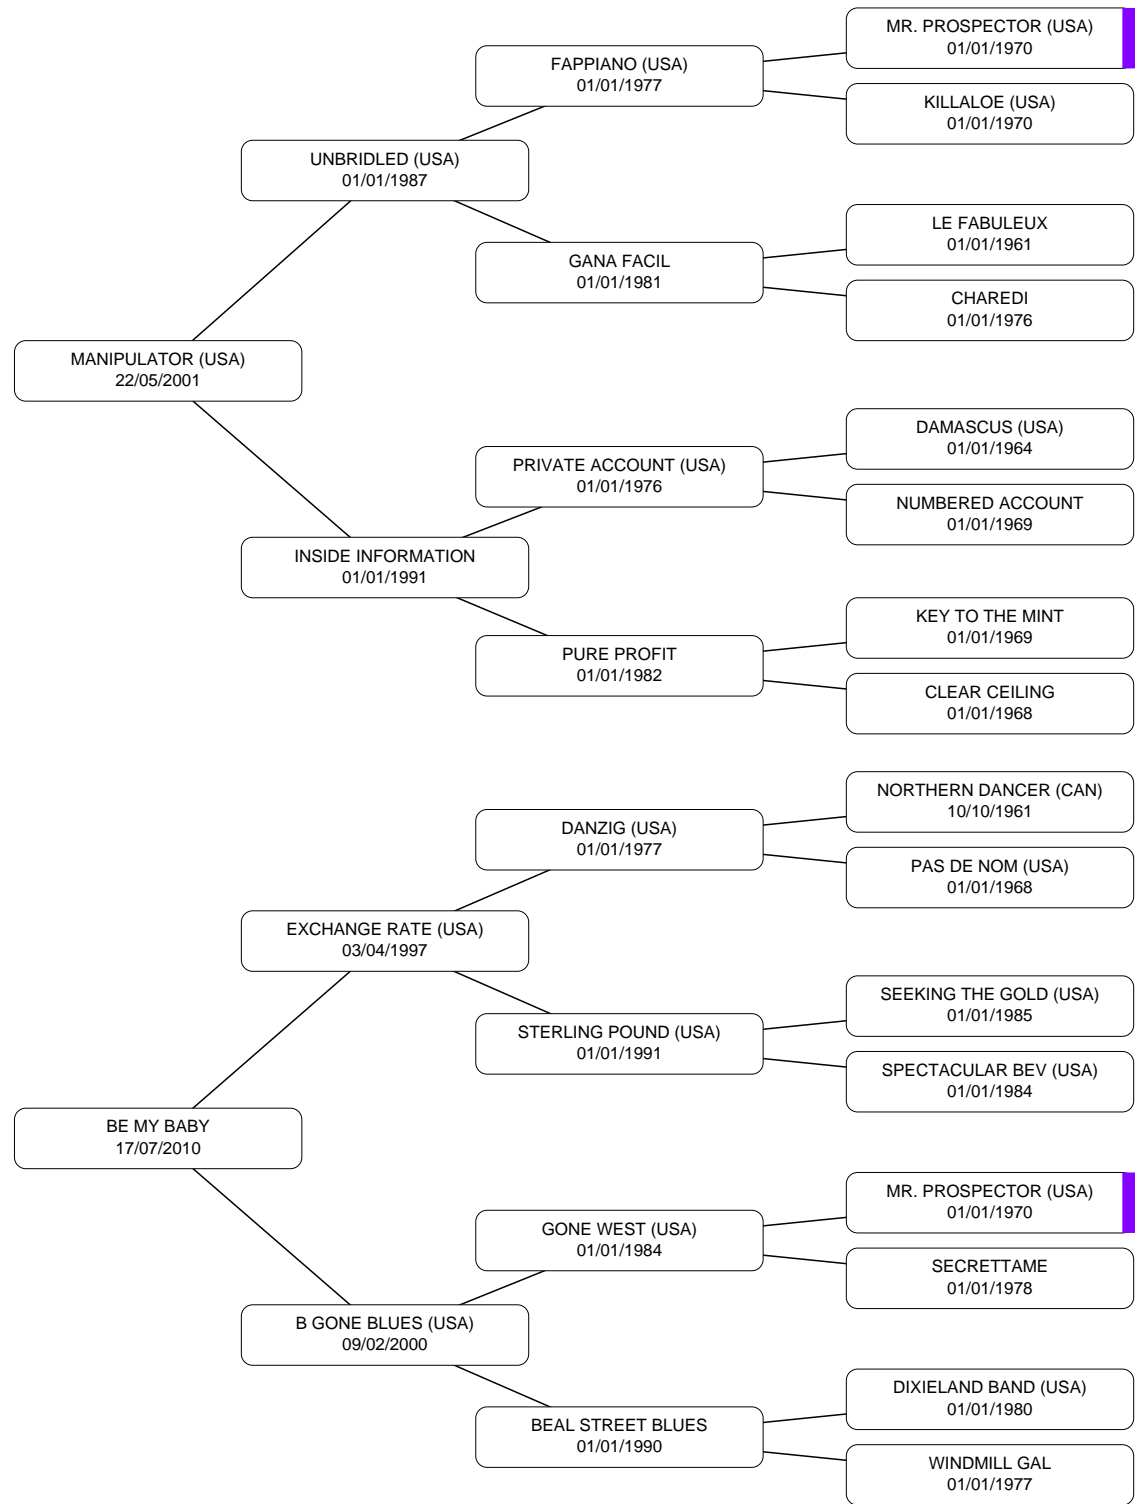 MR. PROSPECTOR (USA)
01/01/1970
FAPPIANO (USA)
01/01/1977
KILLALOE (USA)
01/01/1970
UNBRIDLED (USA)
01/01/1987
LE FABULEUX
01/01/1961
GANA FACIL
01/01/1981
CHAREDI
01/01/1976
MANIPULATOR (USA)
22/05/2001
DAMASCUS (USA)
01/01/1964
PRIVATE ACCOUNT (USA)
01/01/1976
NUMBERED ACCOUNT
01/01/1969
INSIDE INFORMATION
01/01/1991
KEY TO THE MINT
01/01/1969
PURE PROFIT
01/01/1982
CLEAR CEILING
01/01/1968
NORTHERN DANCER (CAN)
10/10/1961
DANZIG (USA)
01/01/1977
PAS DE NOM (USA)
01/01/1968
EXCHANGE RATE (USA)
03/04/1997
SEEKING THE GOLD (USA)
01/01/1985
STERLING POUND (USA)
01/01/1991
SPECTACULAR BEV (USA)
01/01/1984
BE MY BABY
17/07/2010
MR. PROSPECTOR (USA)
01/01/1970
GONE WEST (USA)
01/01/1984
SECRETTAME
01/01/1978
B GONE BLUES (USA)
09/02/2000
DIXIELAND BAND (USA)
01/01/1980
BEAL STREET BLUES
01/01/1990
WINDMILL GAL
01/01/1977